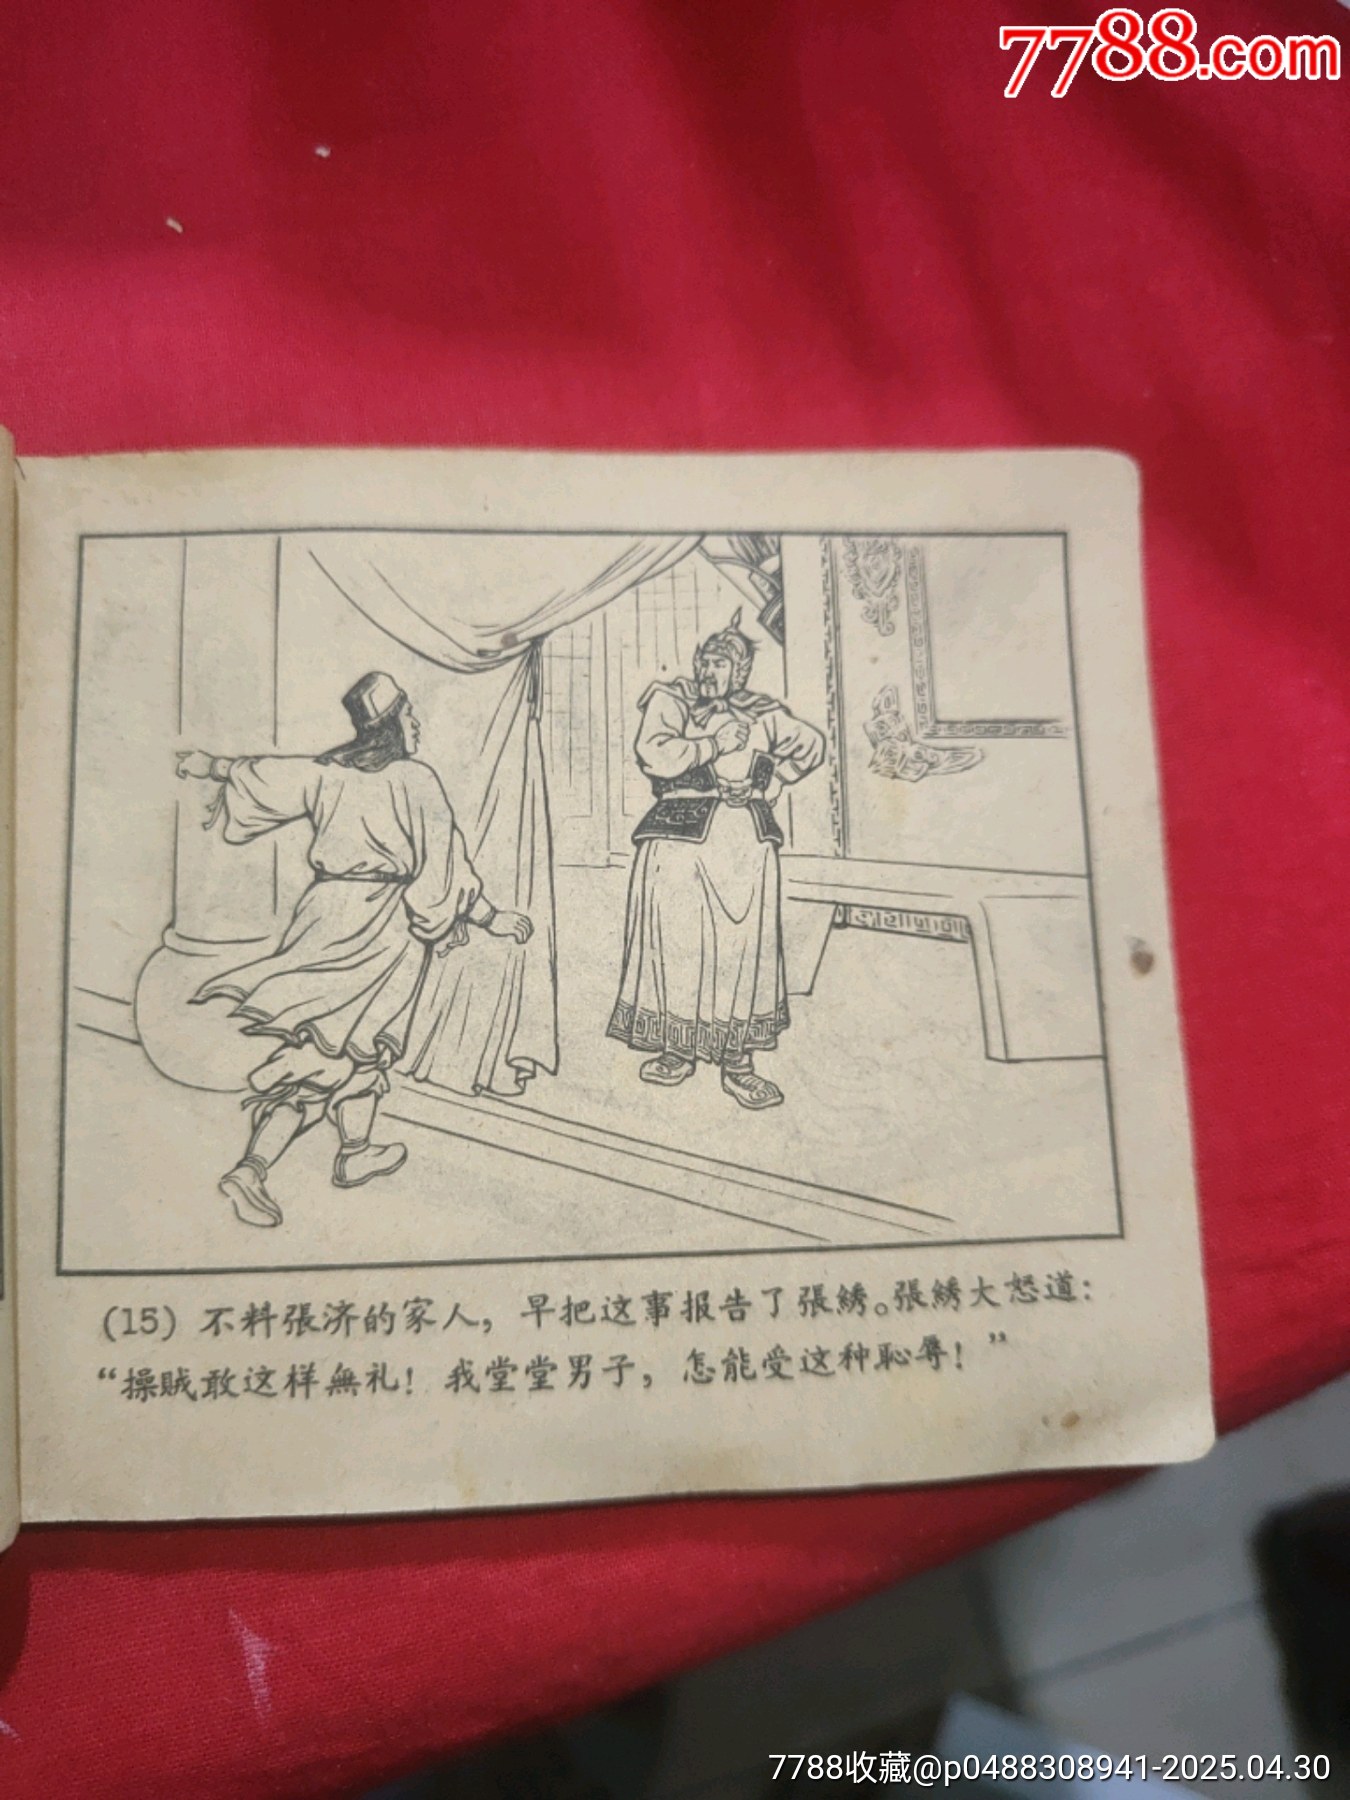 7788.com
(15) 不料張济的家人，早把这事报告了張綉。張綉大怒道：
“操贼敢这样無礼！我堂堂男子，怎能受这种恥辱！”
7788收藏@p0488308941-2025.04.30